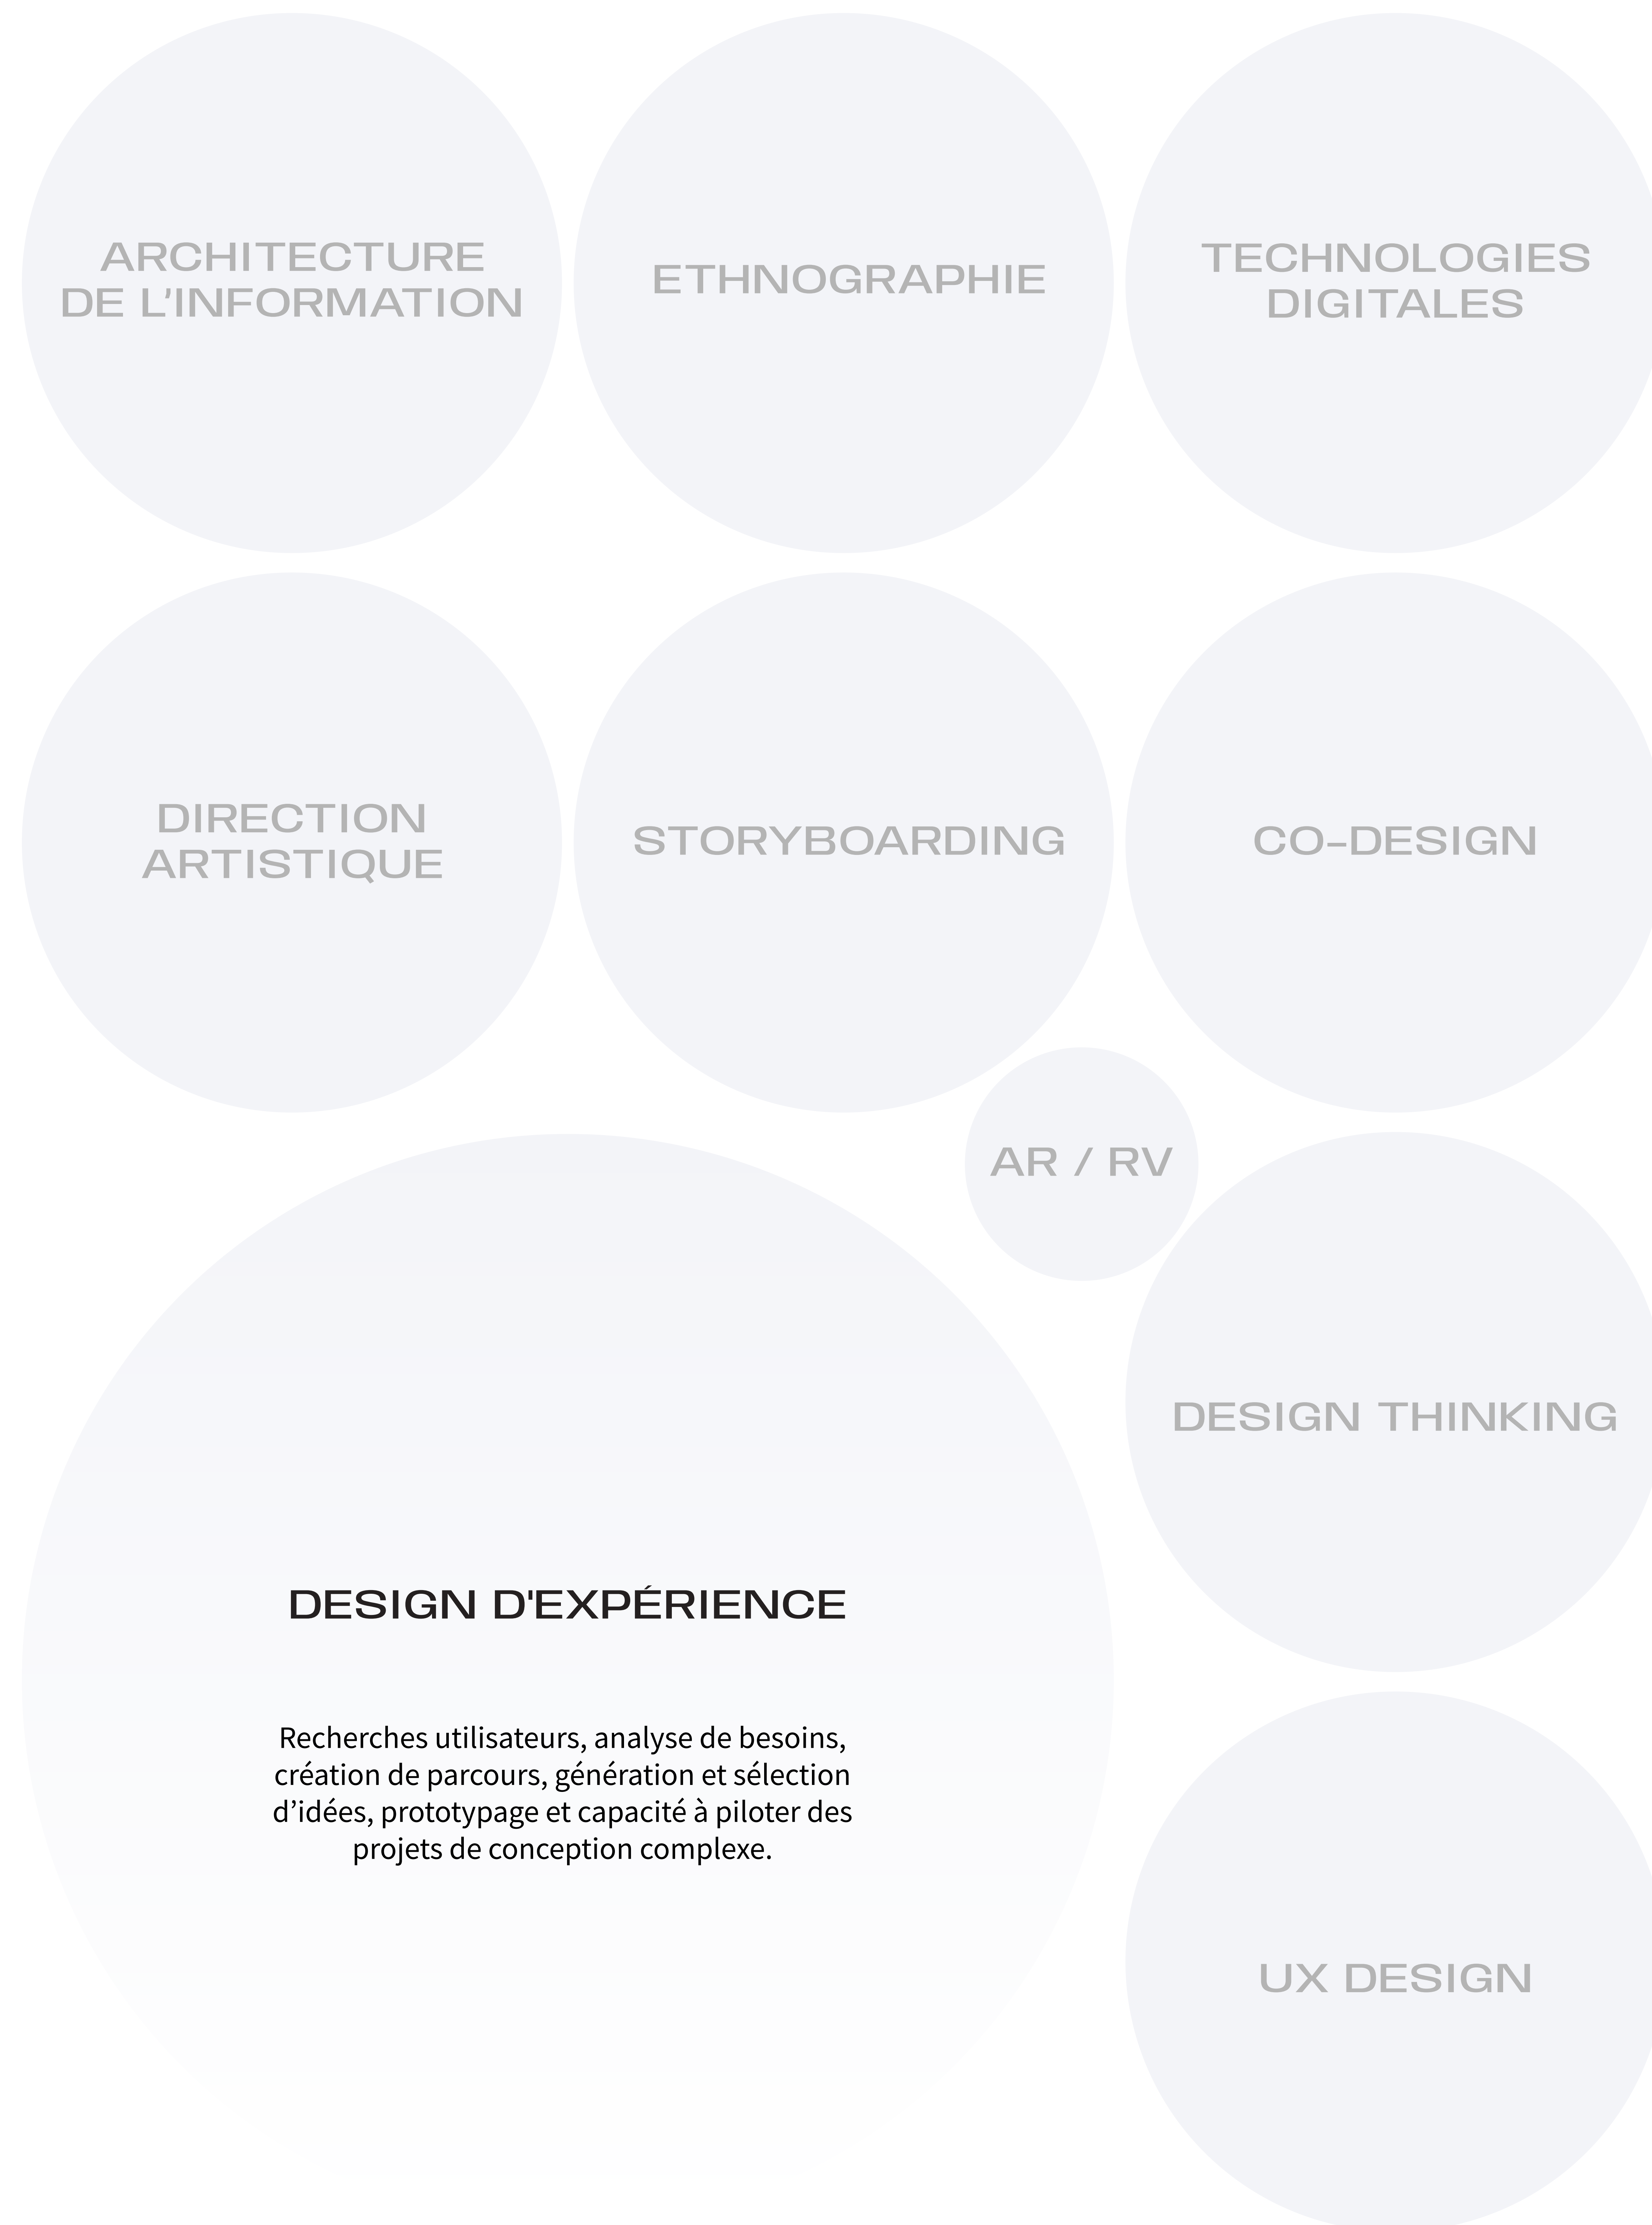 ARCHITECTURE
DE L'INFORMATION
ETHNOGRAPHIE
TECHNOLOGIES
DIGITALES
DIRECTION
ARTISTIQUE
STORYBOARDING
CO-DESIGN
AR / RV
DESIGN THINKING
DESIGN D'EXPÉRIENCE
Recherches utilisateurs, analyse de besoins,
création de parcours, génération et sélection
d’idées, prototypage et capacité à piloter des
projets de conception complexe.
UX DESIGN